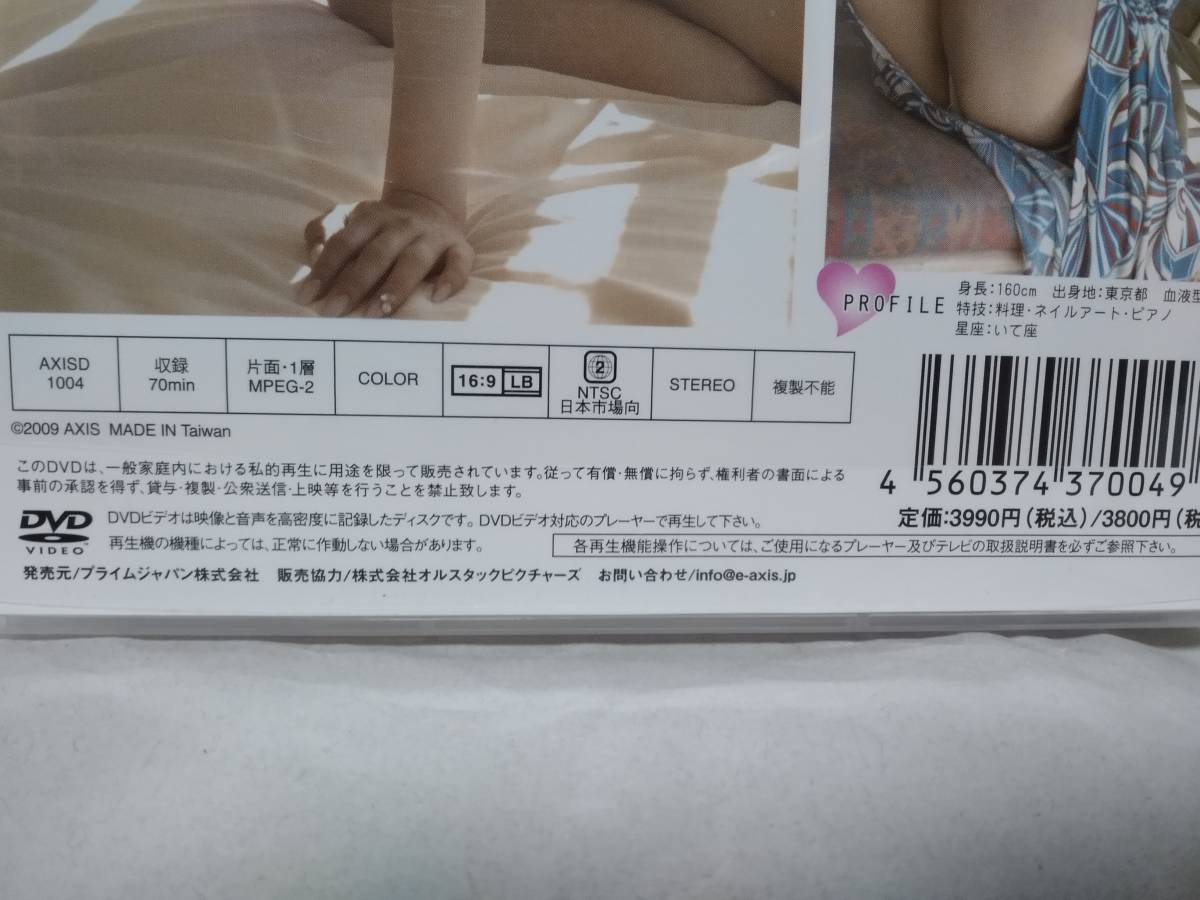 PROFILE
身長:160cm 出身地:東京都 血液型
特技:料理・ネイルアート・ピアノ
星座:いて座
AXISD
1004
収録
70min
片面・1層
MPEG-2
COLOR
16:9 LB
2
NTSC
日本市場向
STEREO
複製不能
©2009 AXIS MADE IN Taiwan
このDVDは、一般家庭内における私的再生に用途を限って販売されています。従って有償・無償に拘らず、権利者の書面による
事前の承認を得ず、貸与・複製・公衆送信・上映等を行うことを禁止致します。
4 560374 370049
定価:3990円(税込)/3800円(税
DVD
VIDEO
DVDビデオは映像と音声を高密度に記録したディスクです。DVDビデオ対応のプレーヤーで再生して下さい。
再生機の機種によっては、正常に作動しない場合があります。
各再生機能操作については、ご使用になるプレーヤー及びテレビの取扱説明書を必ずご参照下さい。
発売元/プライムジャパン株式会社 販売協力/株式会社オルスタックピクチャーズ お問い合わせ/info@e-axis.jp